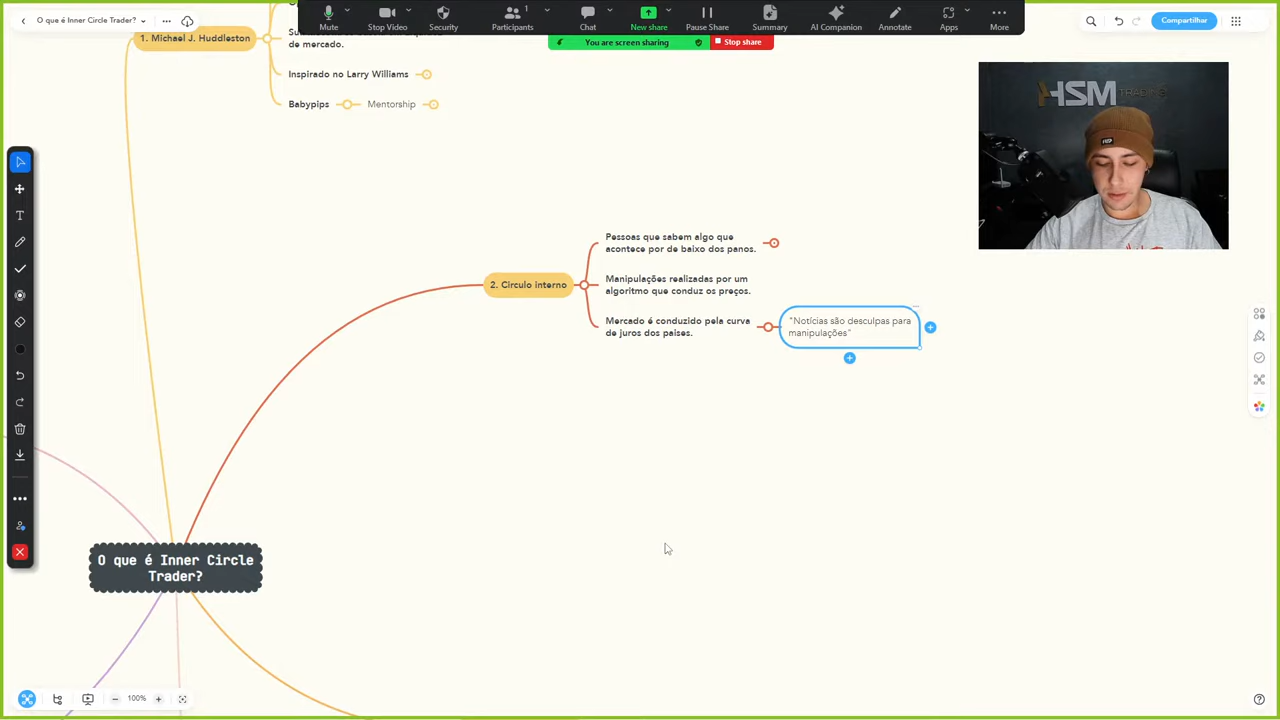 O que é Inner Circle Trader?
Mute
Stop Video
Security
Participants
1
Chat
New share
Pause Share
Summary
AI Companion
Annotate
Apps
More
You are screen sharing
Stop share
Compartilhar
1. Michael J. Huddleston
de mercado.
Inspirado no Larry Williams
Babypips
Mentorship
HSM
TRADING
2. Circulo interno
Pessoas que sabem algo que
acontece por de baixo dos panos.
Manipulações realizadas por um
algoritmo que conduz os preços.
Mercado é conduzido pela curva
de juros dos paises.
"Notícias são desculpas para
manipulações"
O que é Inner Circle
Trader?
100%